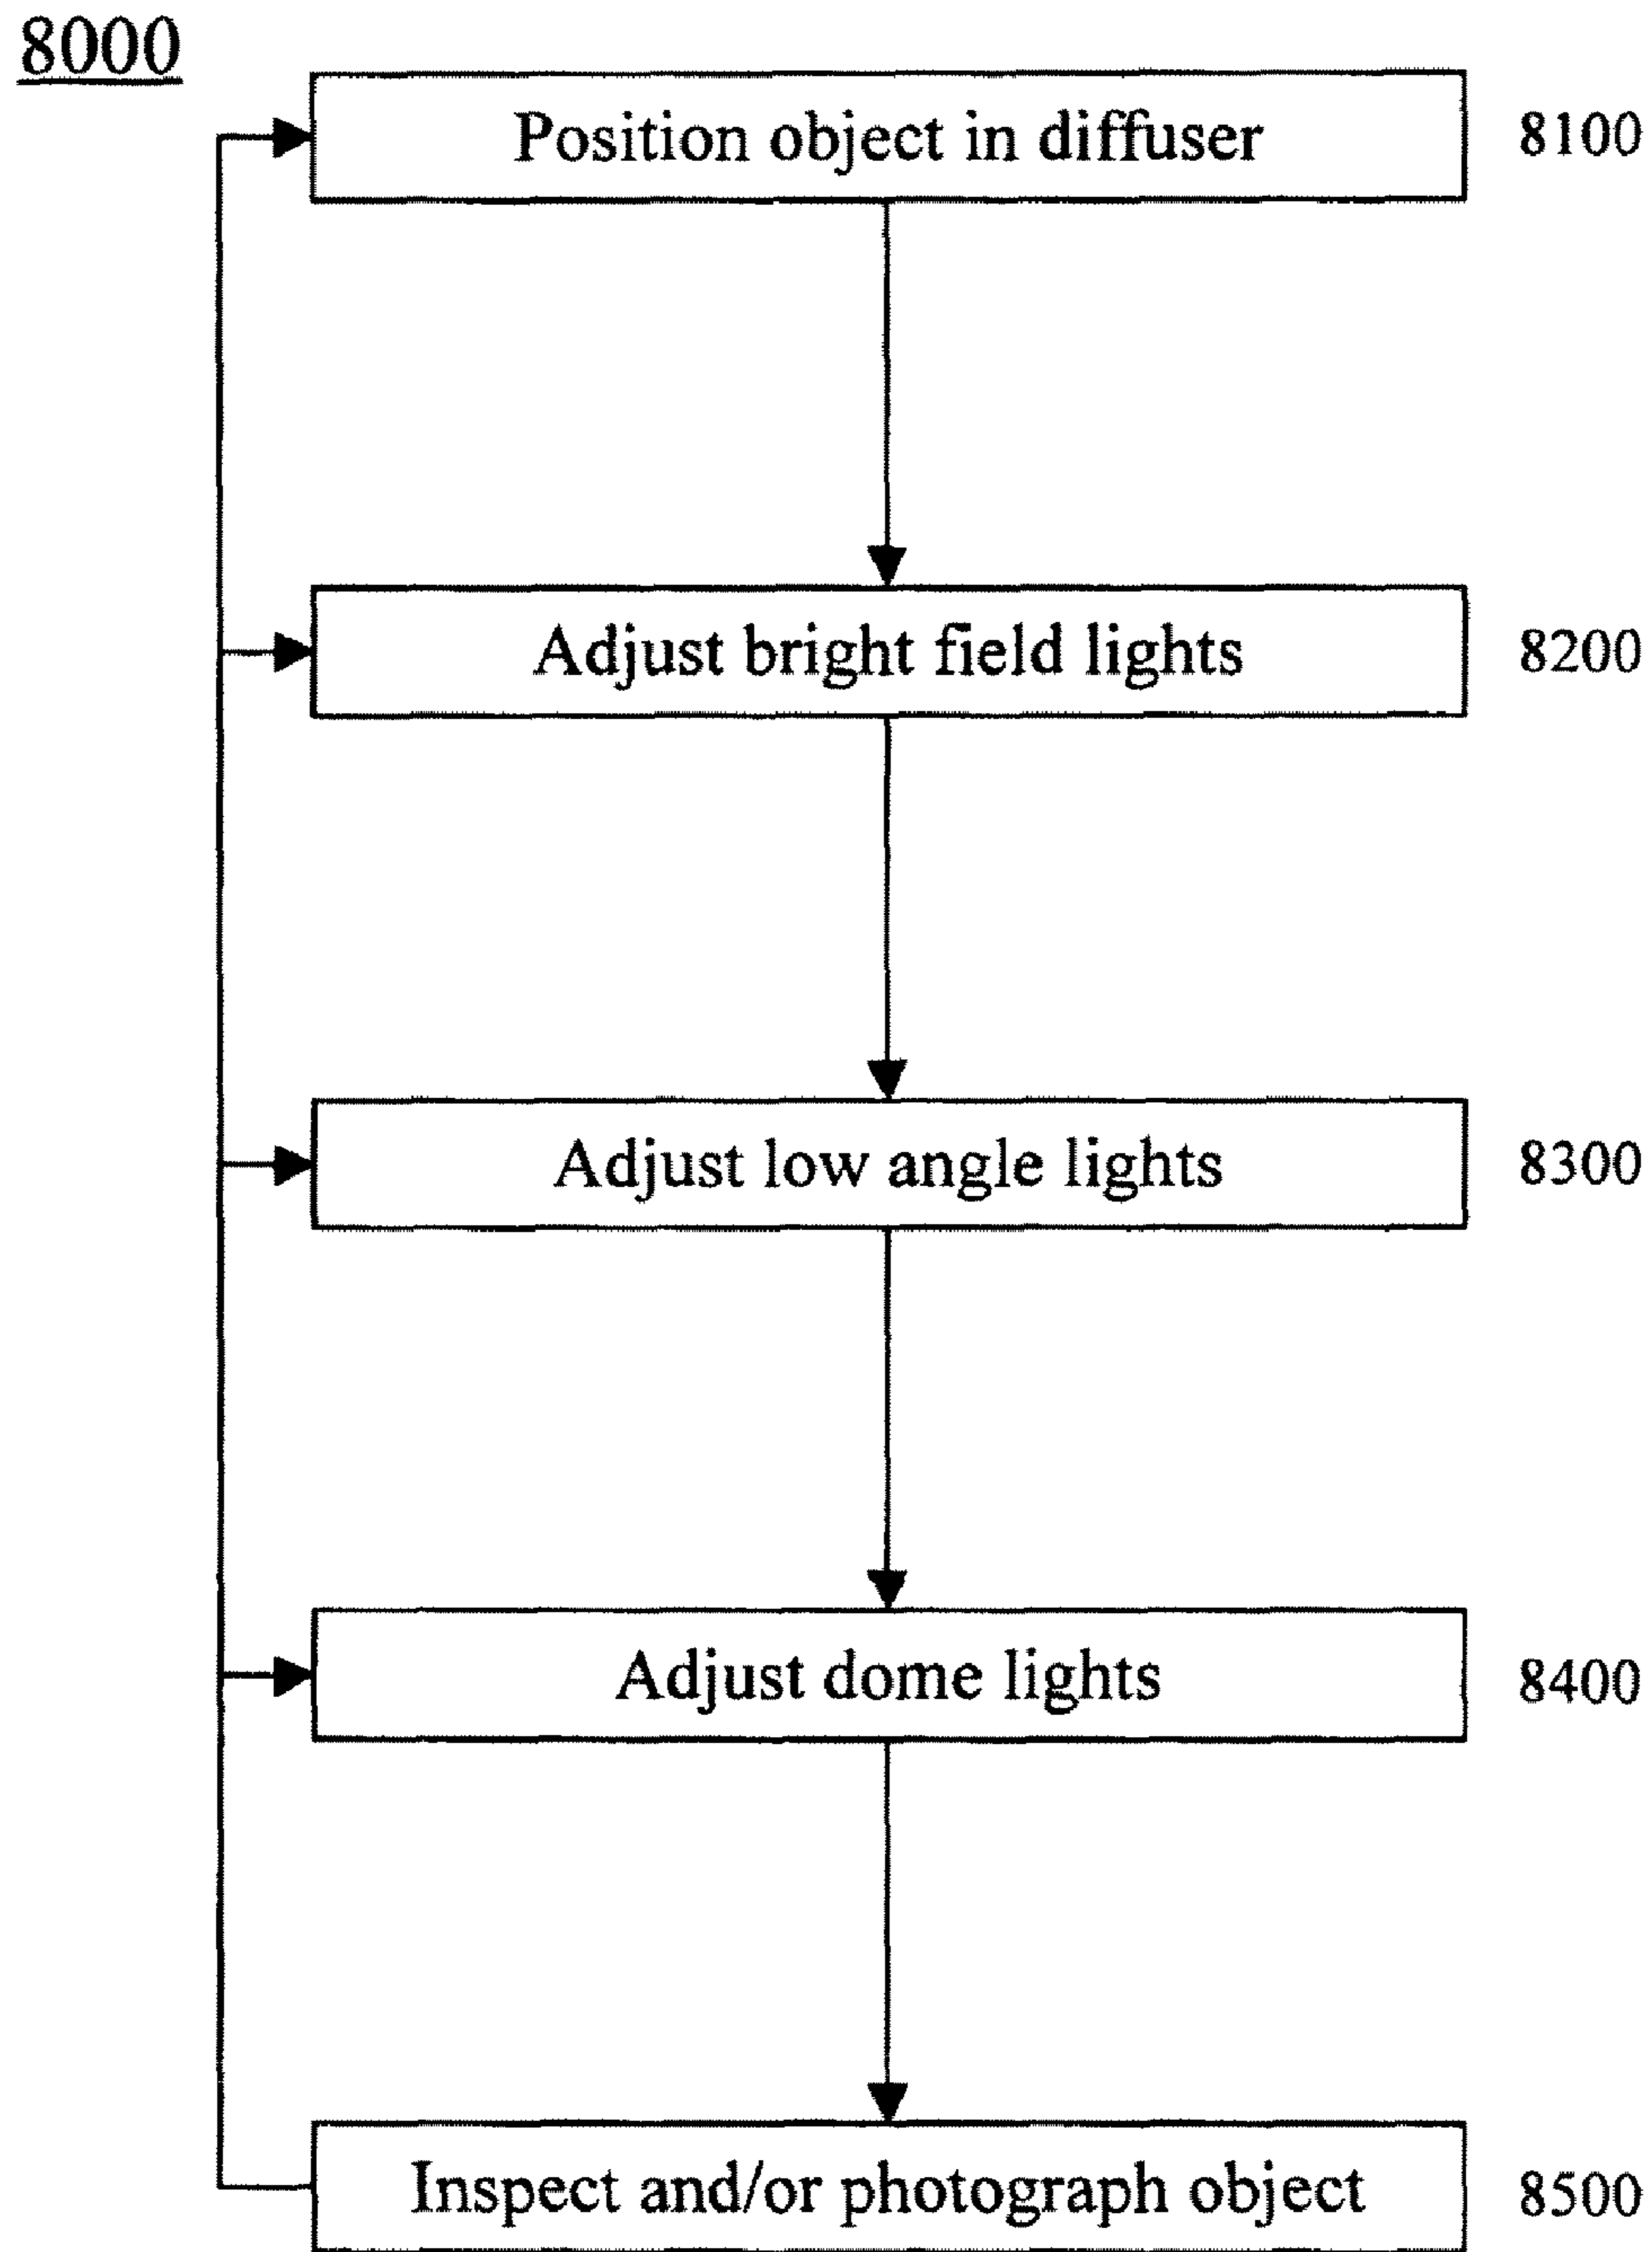 8000
Position object in diffuser 8100
Adjust bright field lights 8200
Adjust low angle lights 8300
Adjust dome lights 8400
Inspect and/or photograph object 8500